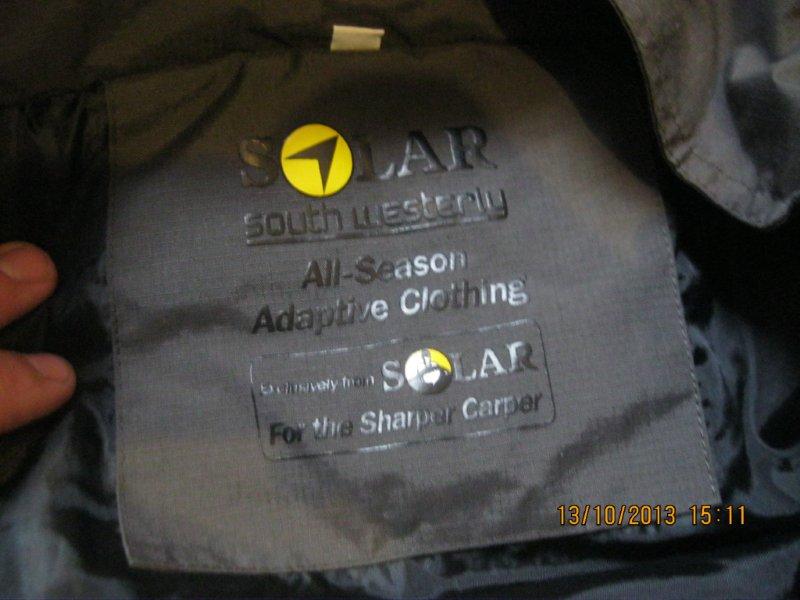 SOLAR
south westerly
All-Season
Adaptive Clothing
Exclusively from SOLAR
For the Sharper Carper
13/10/2013 15:11